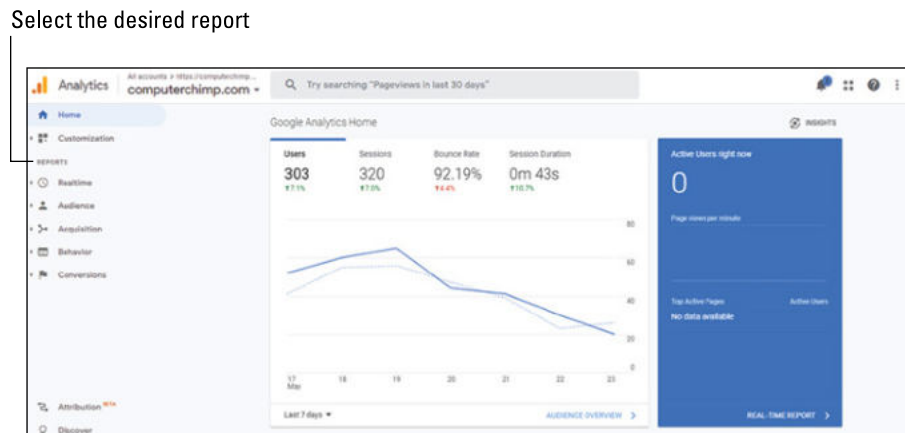 Select the desired report
Analytics
All accounts > https://computerchimp...
computerchimp.com
Try searching "Pageviews in last 30 days"
Home
Customization
REPORTS
Realtime
Audience
Acquisition
Behavior
Conversions
Attribution BETA
Discover
Google Analytics Home
INSIGHTS
Users
303
7.1%
Sessions
320
7.0%
Bounce Rate
92.19%
4.4%
Session Duration
0m 43s
10.7%
80
60
40
20
0
17 18 19 20 21 22 23
May
Last 7 days
AUDIENCE OVERVIEW
Active Users right now
0
Page views per minute
Top Active Pages Active Users
No data available
REAL-TIME REPORT